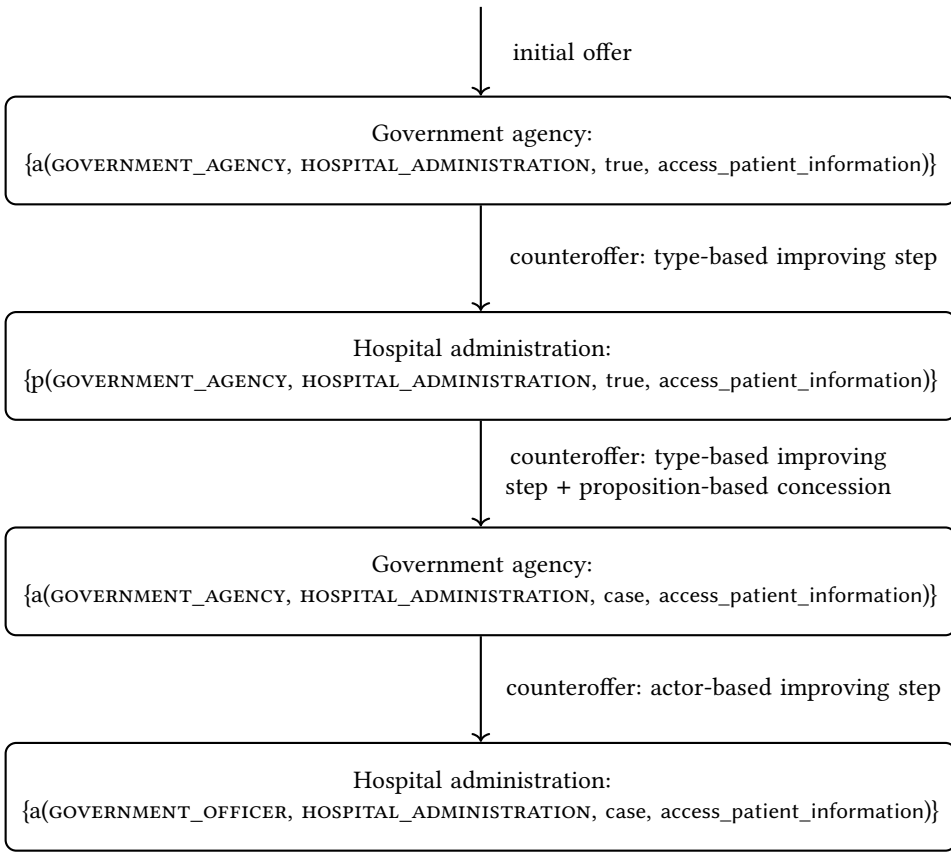 initial offer
Government agency:
{a(GOVERNMENT_AGENCY, HOSPITAL_ADMINISTRATION, true, access_patient_information)}
counteroffer: type-based improving step
Hospital administration:
{p(GOVERNMENT_AGENCY, HOSPITAL_ADMINISTRATION, true, access_patient_information)}
counteroffer: type-based improving
step + proposition-based concession
Government agency:
{a(GOVERNMENT_AGENCY, HOSPITAL_ADMINISTRATION, case, access_patient_information)}
counteroffer: actor-based improving step
Hospital administration:
{a(GOVERNMENT_OFFICER, HOSPITAL_ADMINISTRATION, case, access_patient_information)}